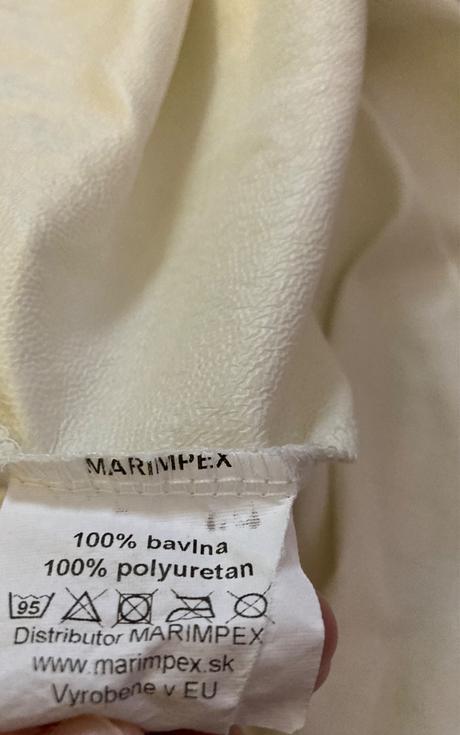 MARIMPEX
100% bavlna
100% polyuretan
95
Distributor MARIMPEX
www.marimpex.sk
Vyrobene v EU